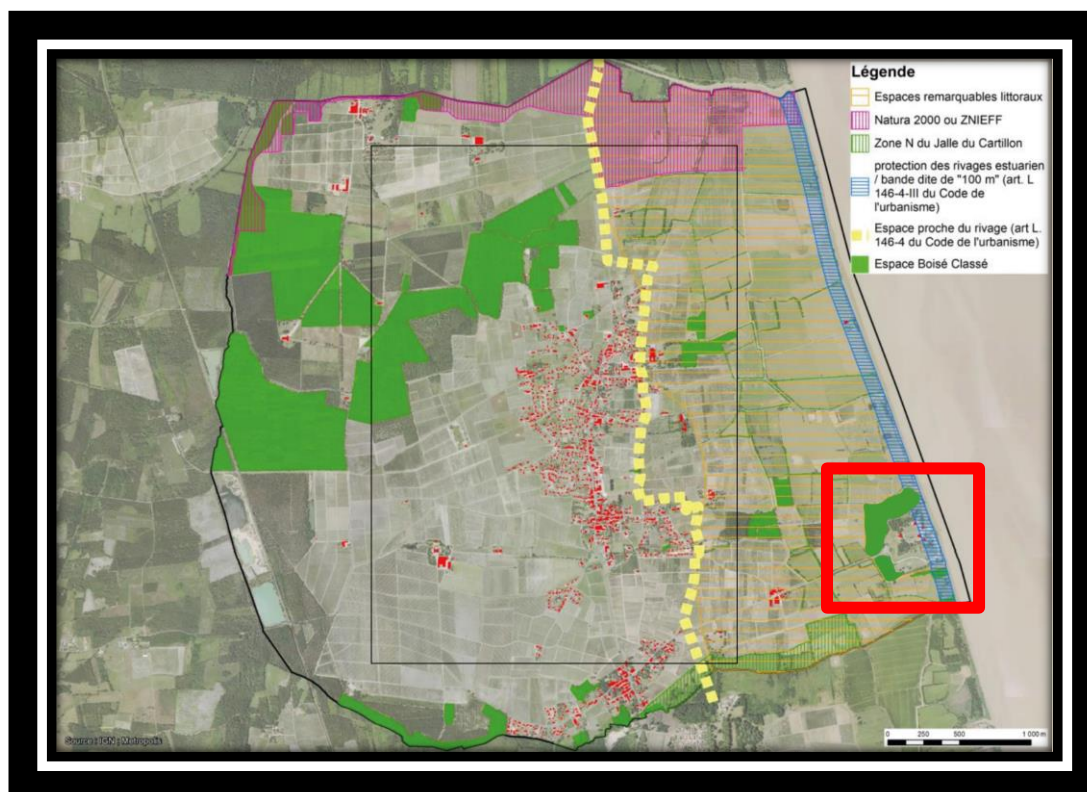 Légende
Espaces remarquables littoraux
Natura 2000 ou ZNIEFF
Zone N du Jalle du Cartillon
protection des rivages estuarien
/ bande dite de "100 m" (art. L
146-4-III du Code de
l'urbanisme)
Espace proche du rivage (art L.
146-4 du Code de l'urbanisme)
Espace Boisé Classé
Source : IGN ; Metropolis
0 250 500 1 000 m